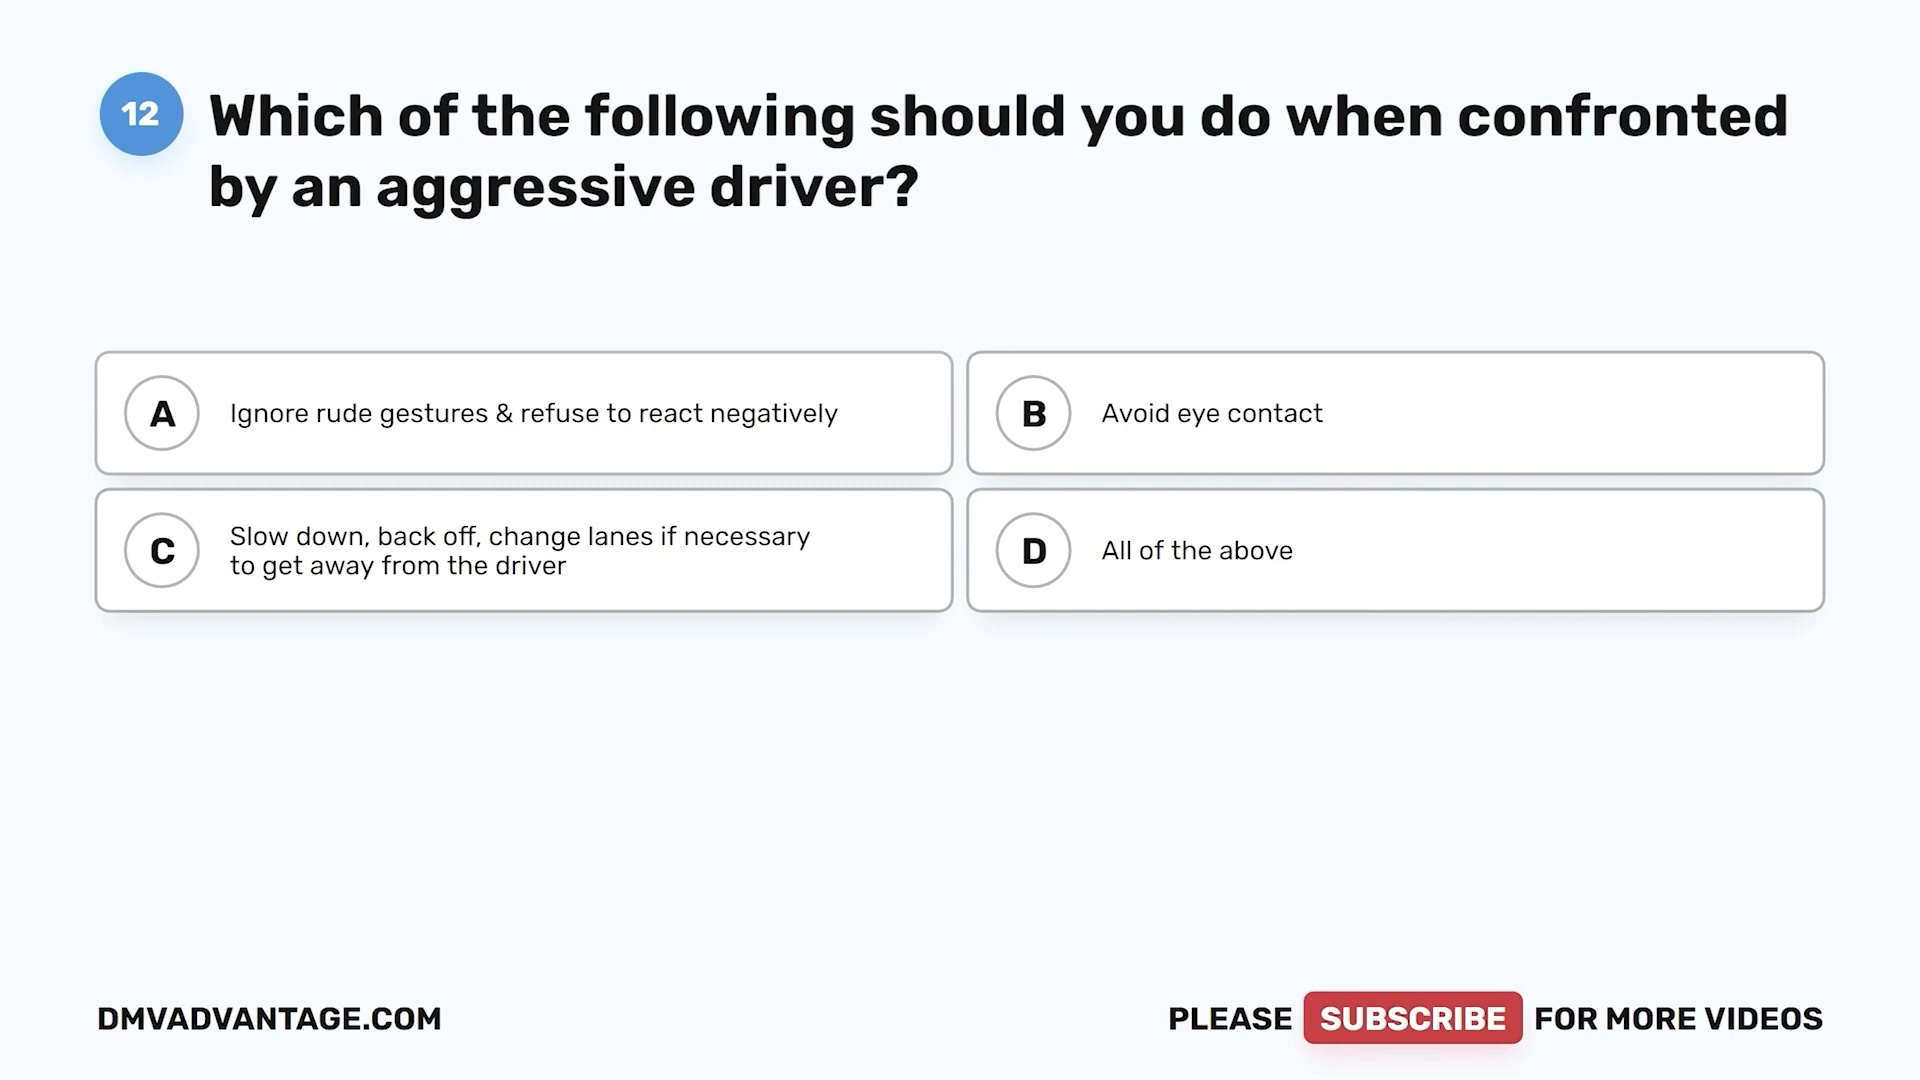 12
Which of the following should you do when confronted
by an aggressive driver?
A
Ignore rude gestures & refuse to react negatively
B
Avoid eye contact
C
Slow down, back off, change lanes if necessary
to get away from the driver
D
All of the above
DMVADVANTAGE.COM
PLEASE SUBSCRIBE FOR MORE VIDEOS